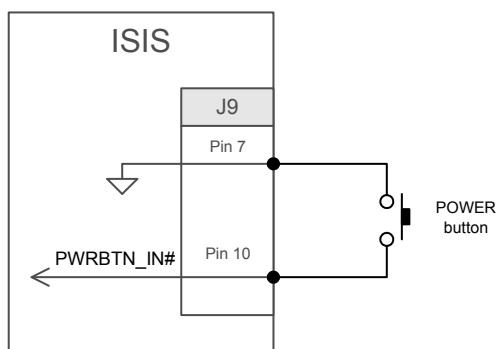 ISIS
J9
Pin 7
POWER
button
PWRBTN_IN#
Pin 10